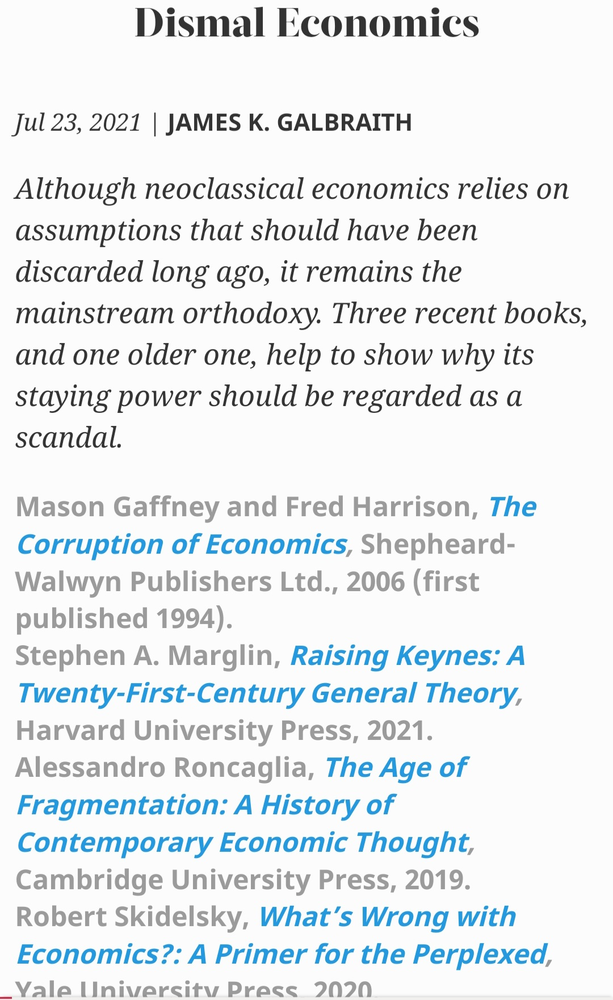 Dismal Economics
Jul 23, 2021 | JAMES K. GALBRAITH
Although neoclassical economics relies on
assumptions that should have been
discarded long ago, it remains the
mainstream orthodoxy. Three recent books,
and one older one, help to show why its
staying power should be regarded as a
scandal.
Mason Gaffney and Fred Harrison, The
Corruption of Economics, Shepheard-
Walwyn Publishers Ltd., 2006 (first
published 1994).
Stephen A. Marglin, Raising Keynes: A
Twenty-First-Century General Theory,
Harvard University Press, 2021.
Alessandro Roncaglia, The Age of
Fragmentation: A History of
Contemporary Economic Thought,
Cambridge University Press, 2019.
Robert Skidelsky, What’s Wrong with
Economics?: A Primer for the Perplexed,
Yale University Press, 2020.